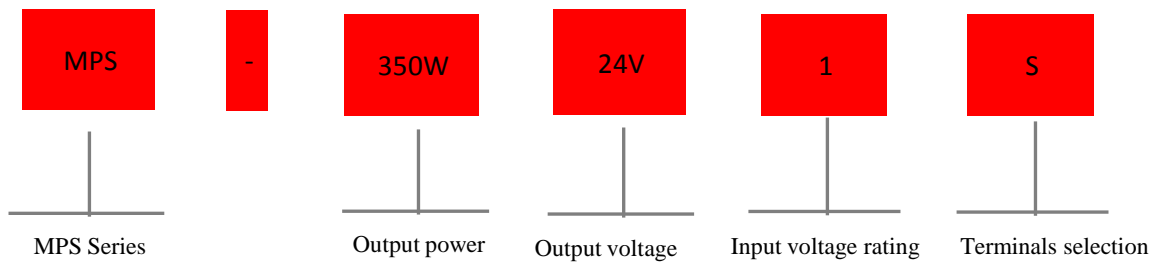 MPS - 350W 24V 1 S
MPS Series Output power Output voltage Input voltage rating Terminals selection